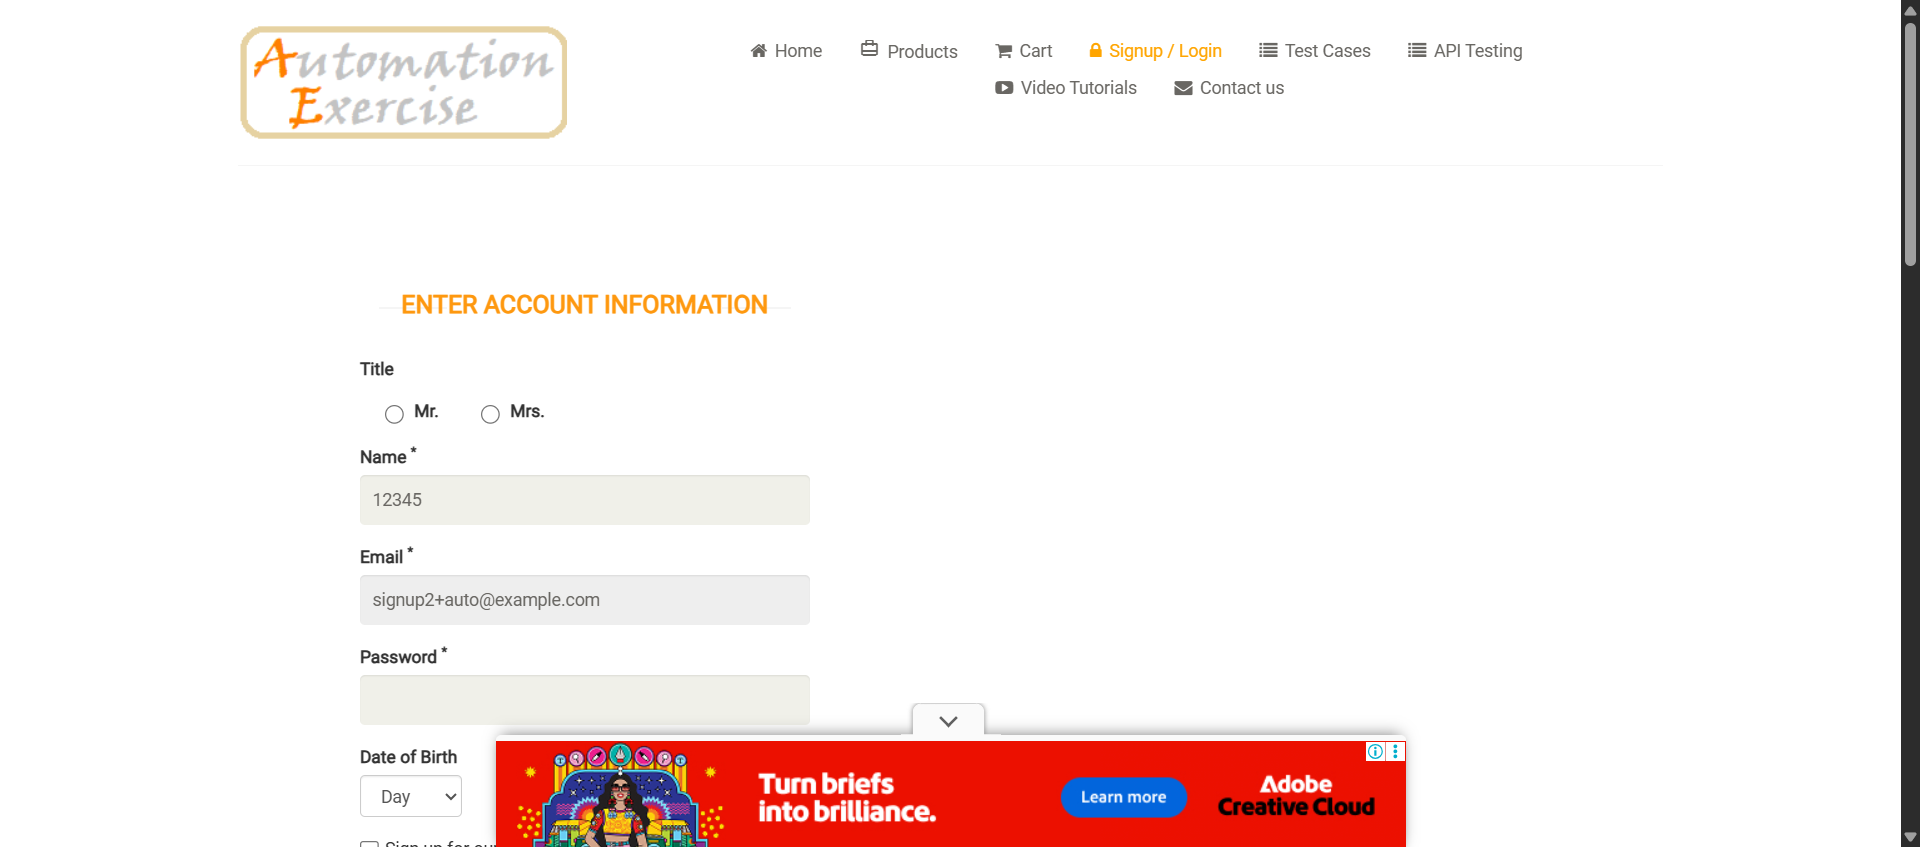 Automation
Exercise
Home
Products
Cart
Signup / Login
Test Cases
API Testing
Video Tutorials
Contact us
ENTER ACCOUNT INFORMATION
Title
Mr.
Mrs.
Name *
12345
Email *
signup2+auto@example.com
Password *
Date of Birth
Day
Turn briefs
into brilliance.
Learn more
Adobe
Creative Cloud
Sign up for our